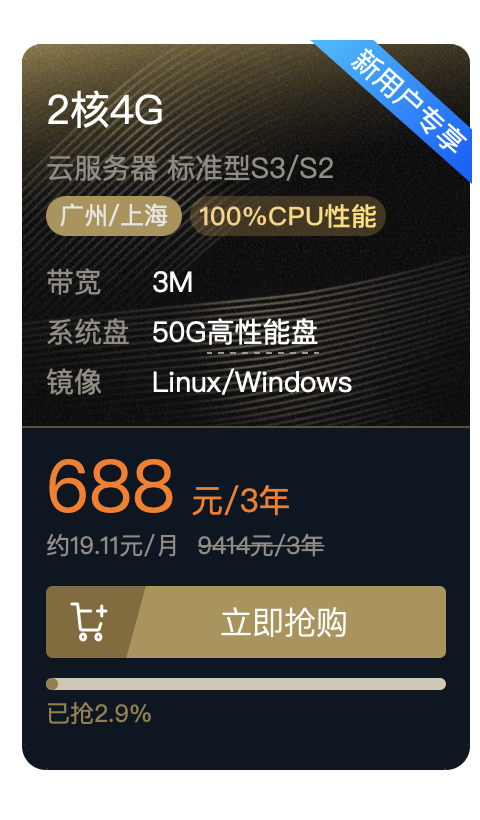 新用户专享
2核4G
云服务器 标准型S3/S2
广州/上海 100%CPU性能
带宽 3M
系统盘 50G高性能盘
镜像 Linux/Windows
688 元/3年
约19.11元/月 9414元/3年
立即抢购
已抢2.9%